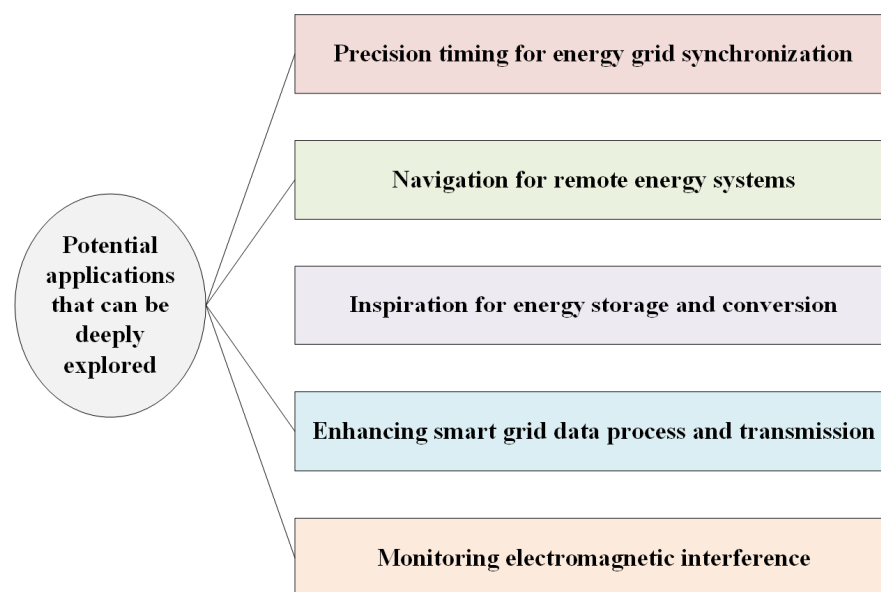 Potential
applications
that can be
deeply
explored
Precision timing for energy grid synchronization
Navigation for remote energy systems
Inspiration for energy storage and conversion
Enhancing smart grid data process and transmission
Monitoring electromagnetic interference